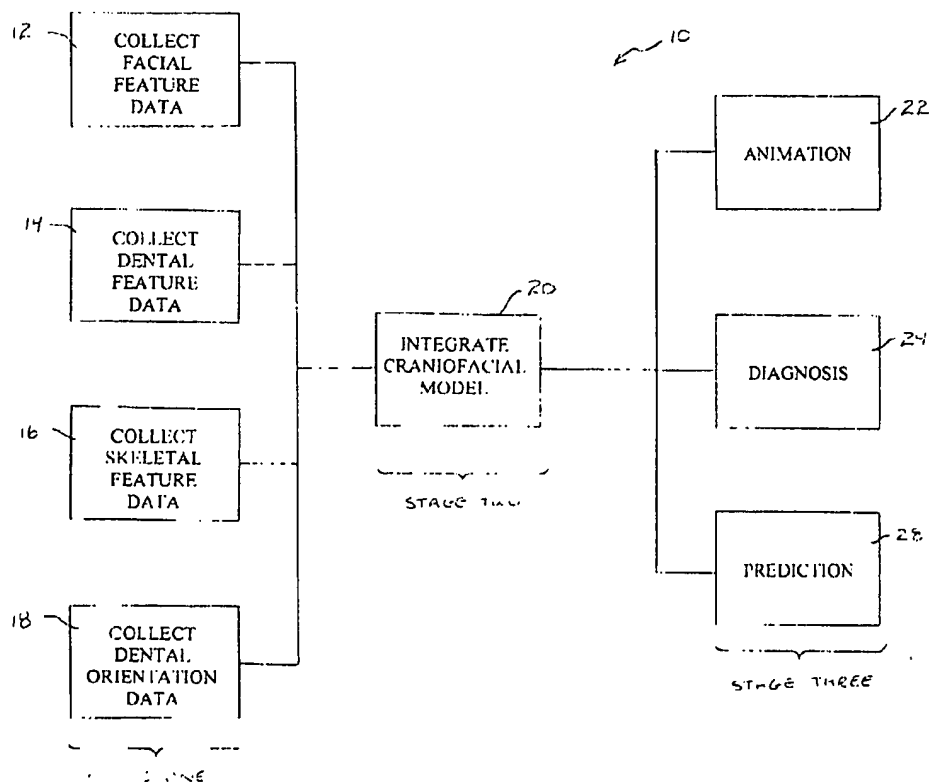 12
COLLECT
FACIAL
FEATURE
DATA
14
COLLECT
DENTAL
FEATURE
DATA
16
COLLECT
SKELETAL
FEATURE
DATA
18
COLLECT
DENTAL
ORIENTATION
DATA
20
INTEGRATE
CRANIOFACIAL
MODEL
STAGE TWO
10
22
ANIMATION
24
DIAGNOSIS
28
PREDICTION
STAGE THREE